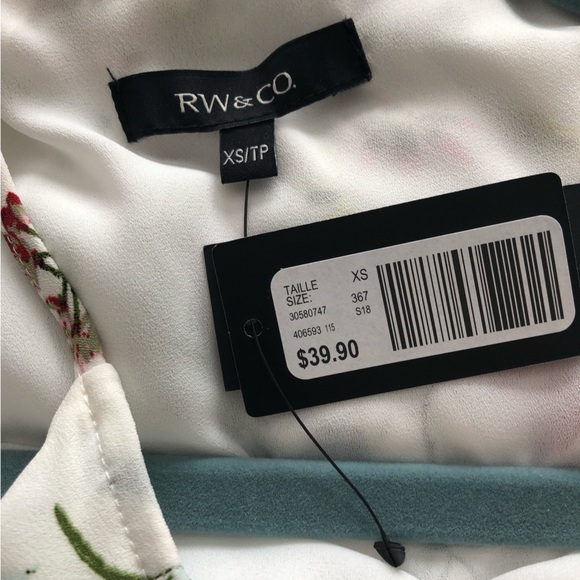 RW & CO.
XS/TP
TAILLE
SIZE: XS
30580747 367
406593 115 S18
$39.90